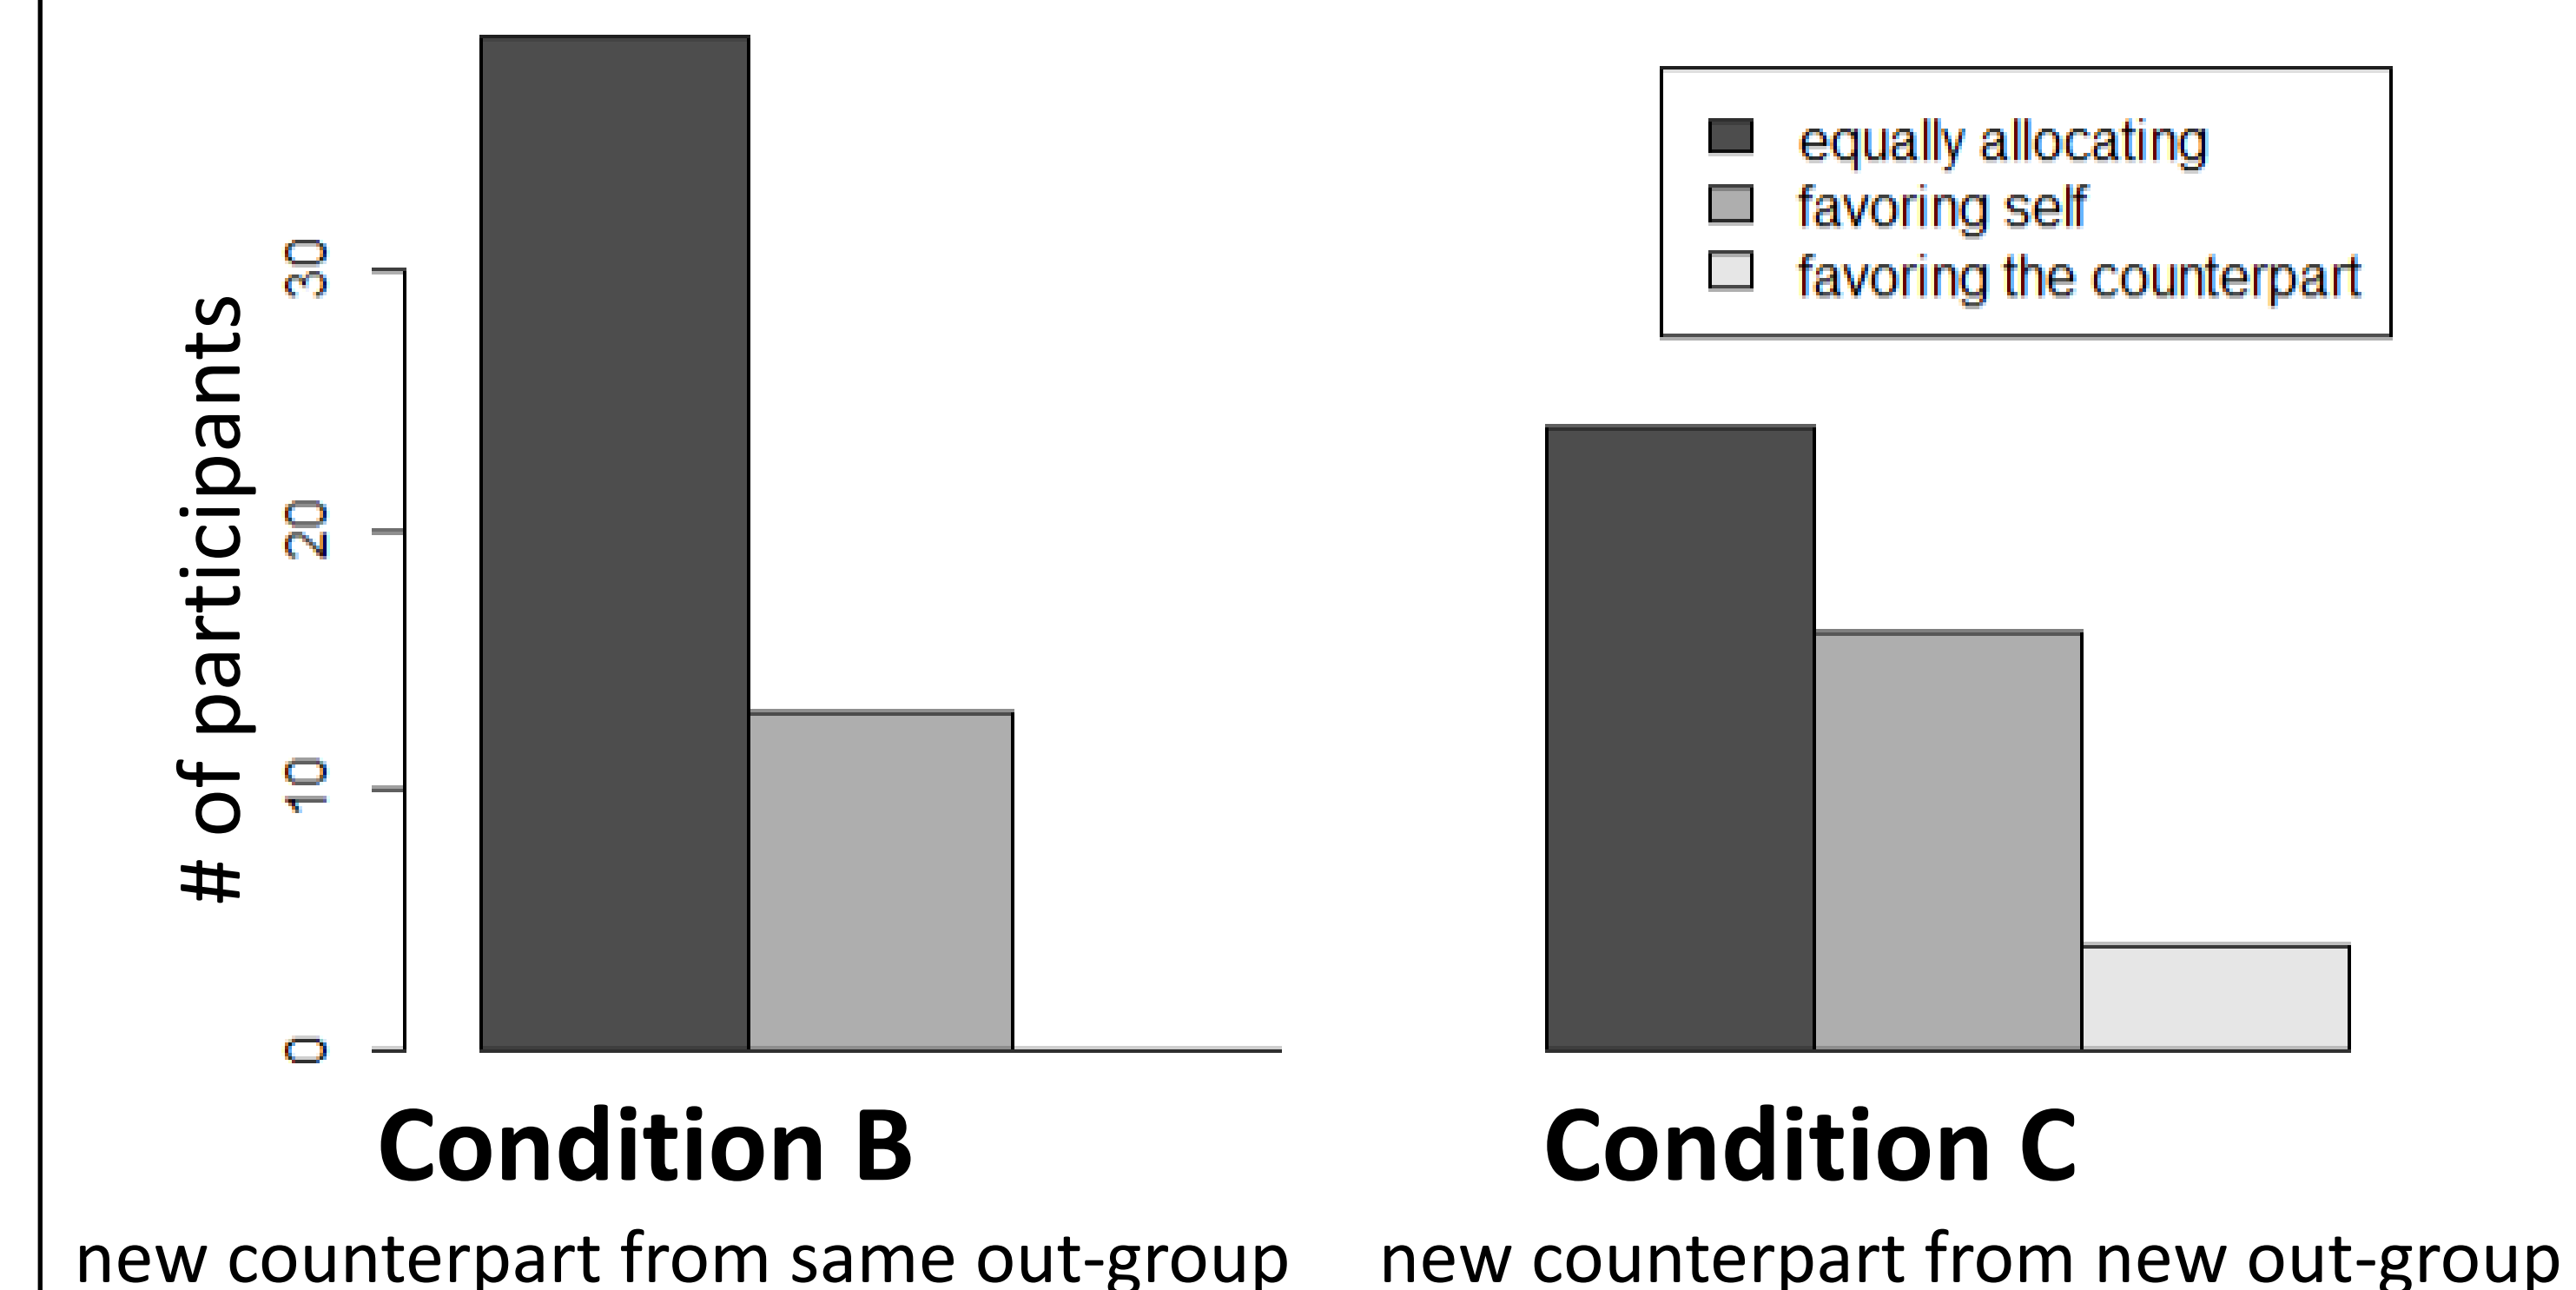 # of participants
30
20
10
0
equally allocating
favoring self
favoring the counterpart
Condition B
Condition C
new counterpart from same out-group
new counterpart from new out-group